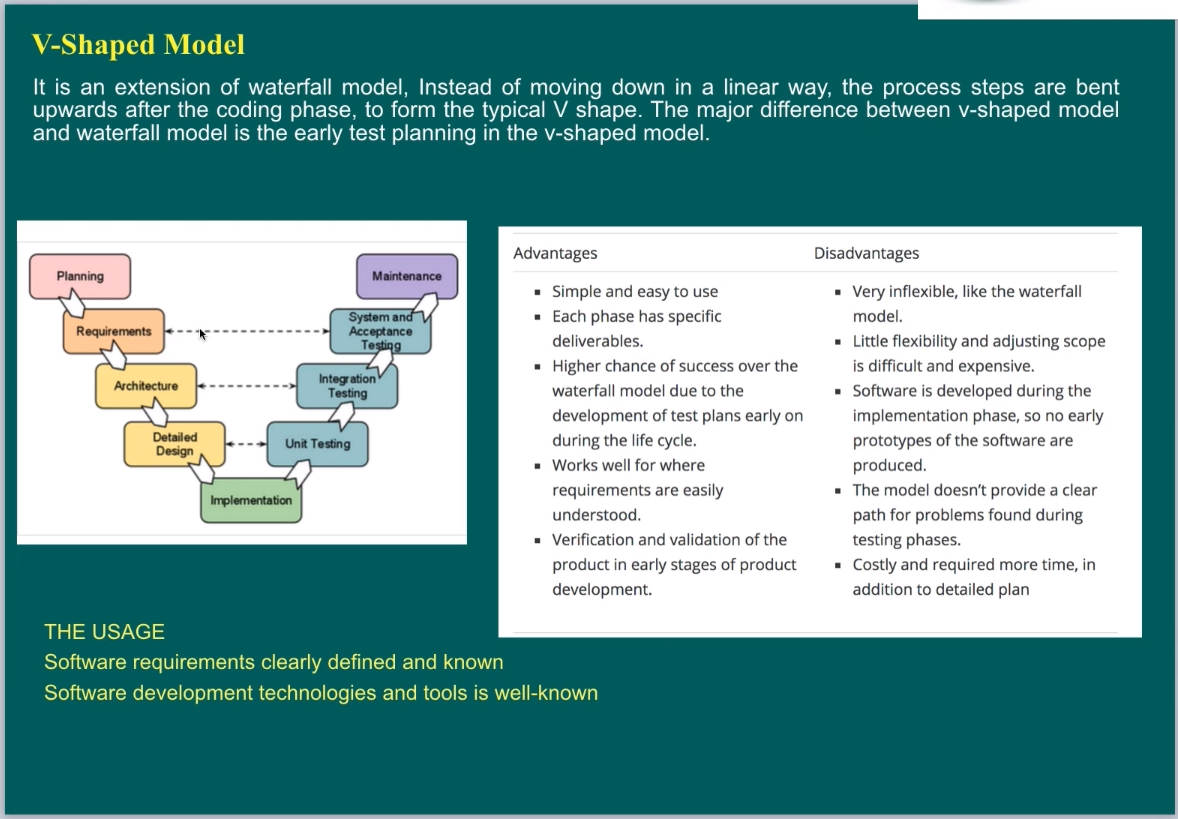 V-Shaped Model
It is an extension of waterfall model, Instead of moving down in a linear way, the process steps are bent
upwards after the coding phase, to form the typical V shape. The major difference between v-shaped model
and waterfall model is the early test planning in the v-shaped model.
Planning
Maintenance
Requirements
System and
Acceptance
Testing
Architecture
Integration
Testing
Detailed
Design
Unit Testing
Implementation
Advantages
▪ Simple and easy to use
▪ Each phase has specific
deliverables.
▪ Higher chance of success over the
waterfall model due to the
development of test plans early on
during the life cycle.
▪ Works well for where
requirements are easily
understood.
▪ Verification and validation of the
product in early stages of product
development.
Disadvantages
▪ Very inflexible, like the waterfall
model.
▪ Little flexibility and adjusting scope
is difficult and expensive.
▪ Software is developed during the
implementation phase, so no early
prototypes of the software are
produced.
▪ The model doesn't provide a clear
path for problems found during
testing phases.
▪ Costly and required more time, in
addition to detailed plan
THE USAGE
Software requirements clearly defined and known
Software development technologies and tools is well-known